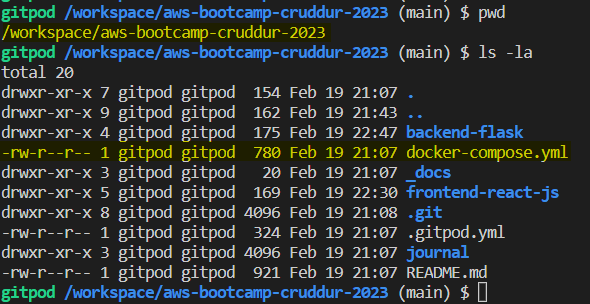 gitpod /workspace/aws-bootcamp-cruddur-2023 (main) $ pwd
/workspace/aws-bootcamp-cruddur-2023
gitpod /workspace/aws-bootcamp-cruddur-2023 (main) $ ls -la
total 20
drwxr-xr-x 7 gitpod gitpod  154 Feb 19 21:07 .
drwxr-xr-x 9 gitpod gitpod  162 Feb 19 21:43 ..
drwxr-xr-x 4 gitpod gitpod  175 Feb 19 22:47 backend-flask
-rw-r--r-- 1 gitpod gitpod  780 Feb 19 21:07 docker-compose.yml
drwxr-xr-x 3 gitpod gitpod   20 Feb 19 21:07 _docs
drwxr-xr-x 5 gitpod gitpod  169 Feb 19 22:30 frontend-react-js
drwxr-xr-x 8 gitpod gitpod 4096 Feb 19 21:08 .git
-rw-r--r-- 1 gitpod gitpod  324 Feb 19 21:07 .gitpod.yml
drwxr-xr-x 3 gitpod gitpod 4096 Feb 19 21:07 journal
-rw-r--r-- 1 gitpod gitpod  921 Feb 19 21:07 README.md
gitpod /workspace/aws-bootcamp-cruddur-2023 (main) $